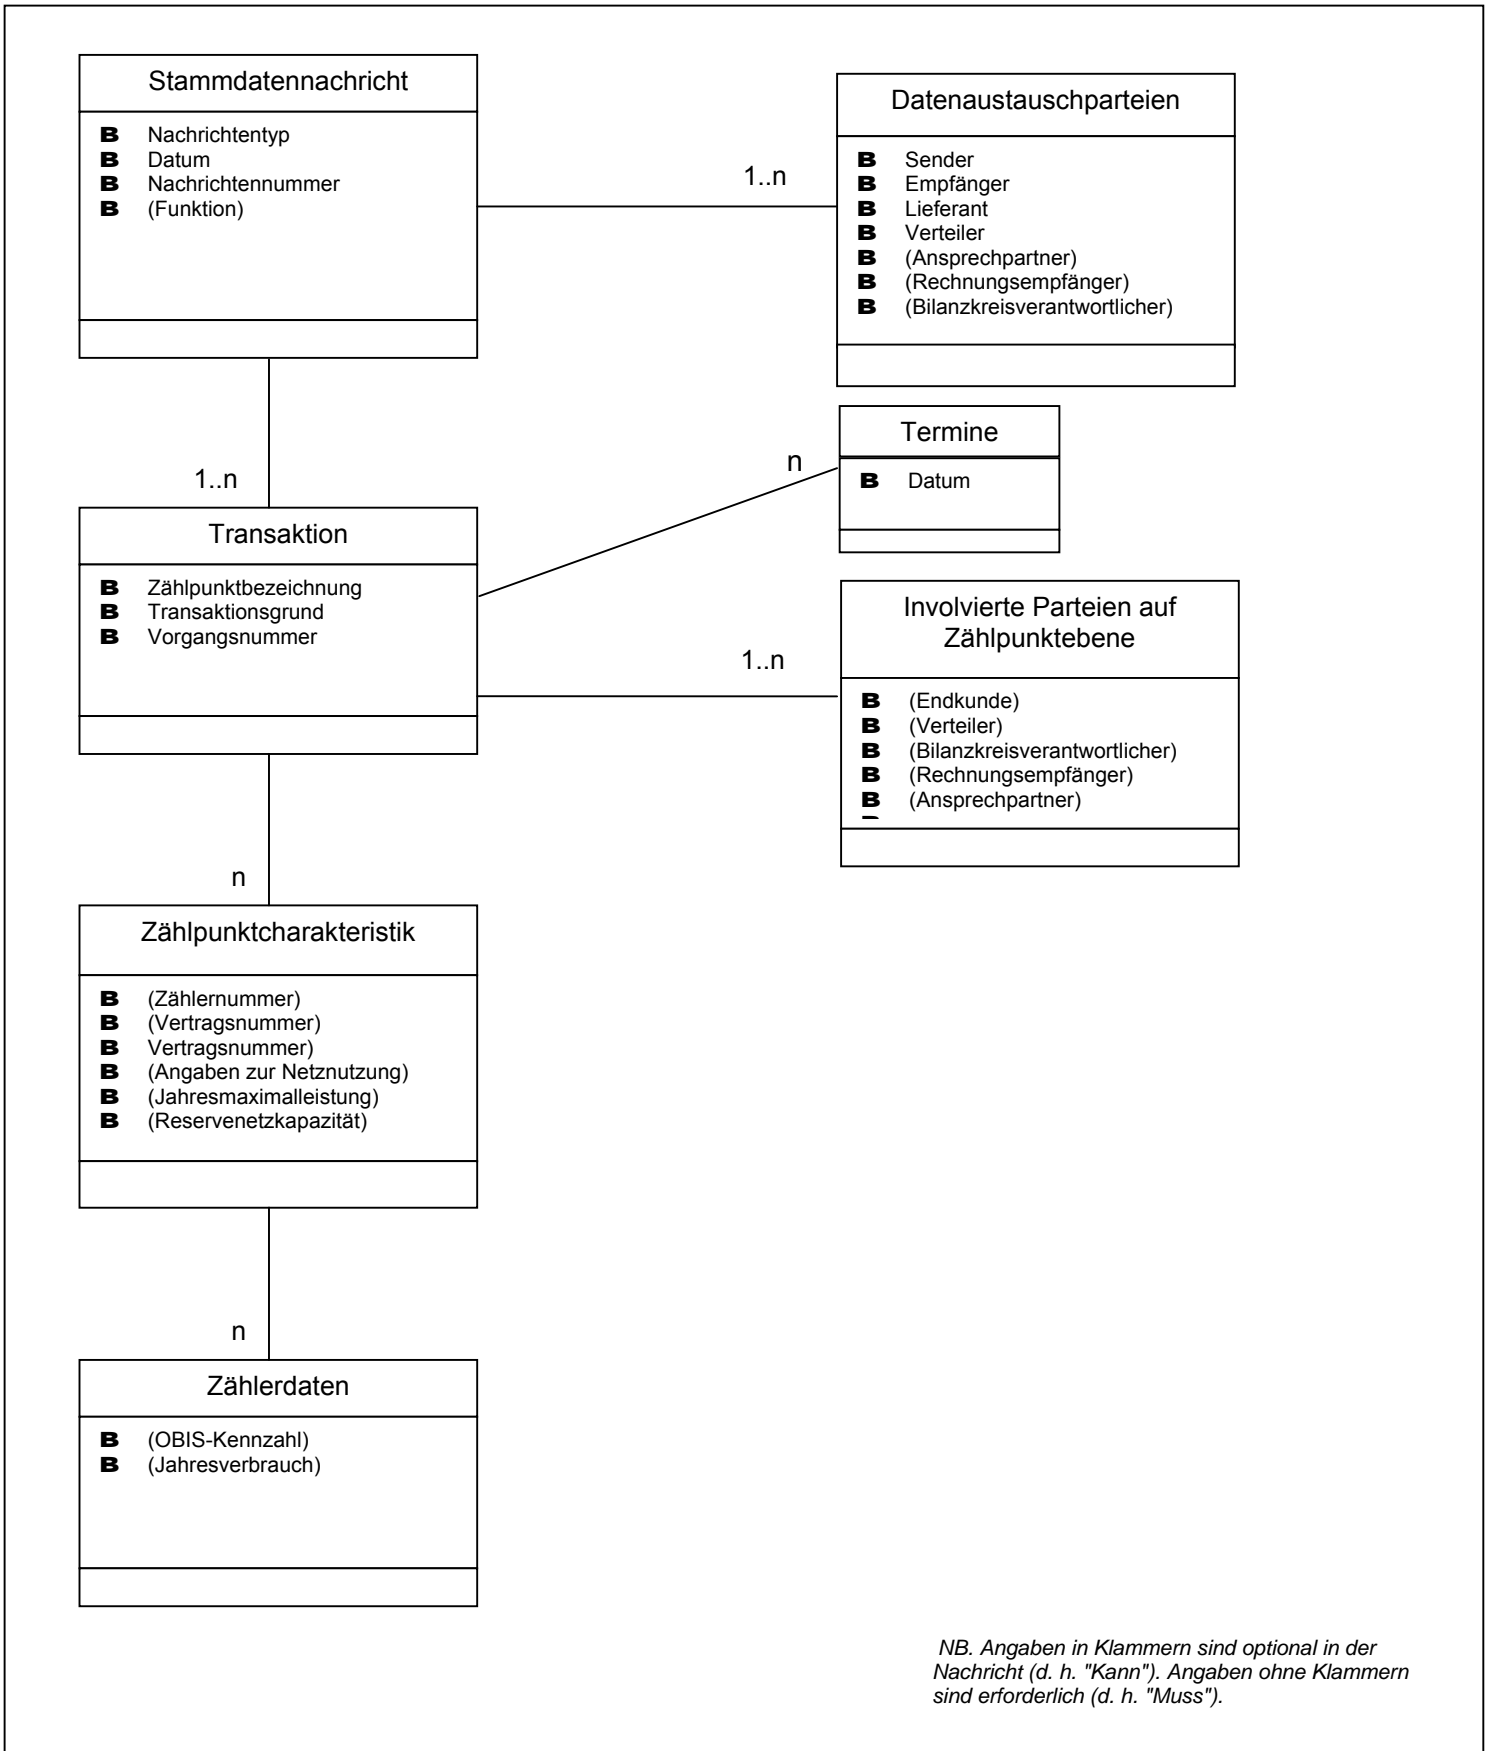 Stammdatennachricht
B Nachrichtentyp
B Datum
B Nachrichtennummer
B (Funktion)
1..n
Datenaustauschparteien
B Sender
B Empfänger
B Lieferant
B Verteiler
B (Ansprechpartner)
B (Rechnungsempfänger)
B (Bilanzkreisverantwortlicher)
1..n
n
Termine
B Datum
Transaktion
B Zählpunktbezeichnung
B Transaktionsgrund
B Vorgangsnummer
1..n
Involvierte Parteien auf
Zählpunktebene
B (Endkunde)
B (Verteiler)
B (Bilanzkreisverantwortlicher)
B (Rechnungsempfänger)
B (Ansprechpartner)
n
Zählpunktcharakteristik
B (Zählernummer)
B (Vertragsnummer)
B Vertragsnummer)
B (Angaben zur Netznutzung)
B (Jahresmaximalleistung)
B (Reservenetzkapazität)
n
Zählerdaten
B (OBIS-Kennzahl)
B (Jahresverbrauch)
NB. Angaben in Klammern sind optional in der
Nachricht (d. h. "Kann"). Angaben ohne Klammern
sind erforderlich (d. h. "Muss").